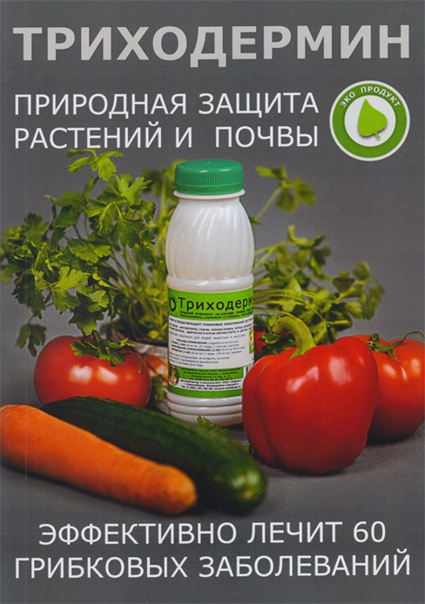 ТРИХОДЕРМИН
ПРИРОДНАЯ ЗАЩИТА
РАСТЕНИЙ И ПОЧВЫ
ЭКО ПРОДУКТ
Триходермин
ЭФФЕКТИВНО ЛЕЧИТ 60
ГРИБКОВЫХ ЗАБОЛЕВАНИЙ